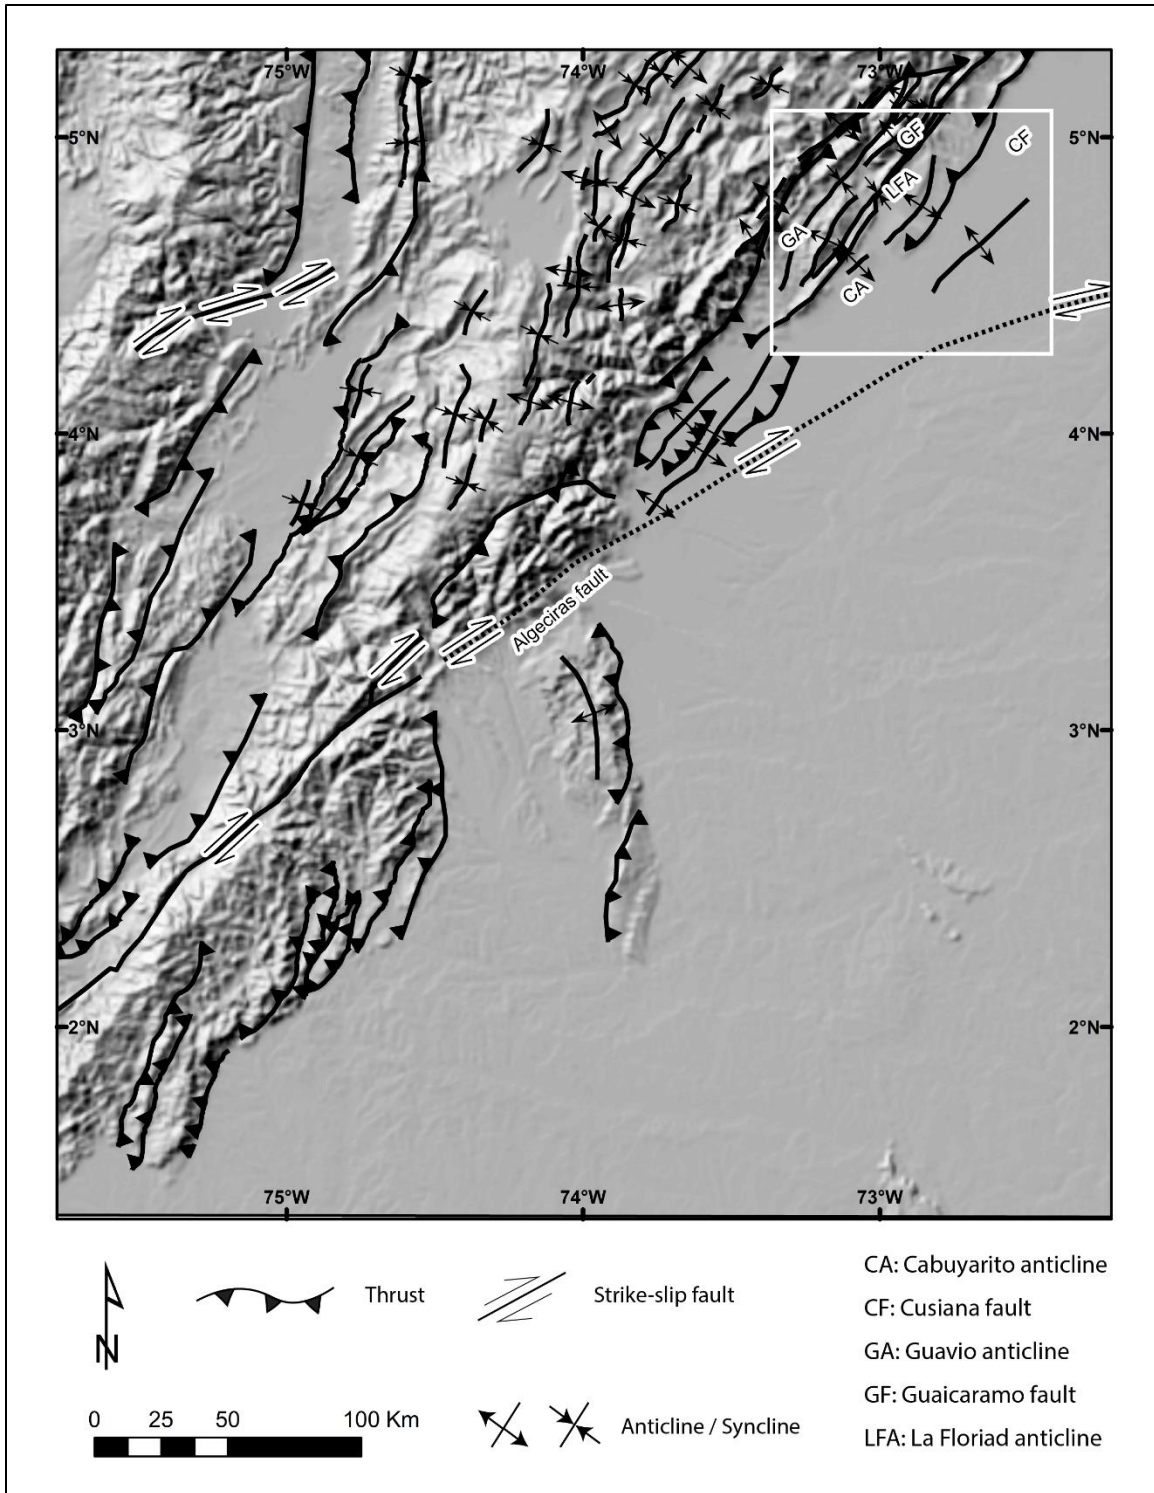 75°W 74°W 73°W
5°N 5°N
GF
CF
LFA
GA
CA
4°N 4°N
Algeciras fault
3°N 3°N
2°N 2°N
75°W 74°W 73°W
N
Thrust
Strike-slip fault
0 25 50 100 Km
Anticline / Syncline
CA: Cabuyarito anticline
CF: Cusiana fault
GA: Guavio anticline
GF: Guaicaramo fault
LFA: La Floriad anticline